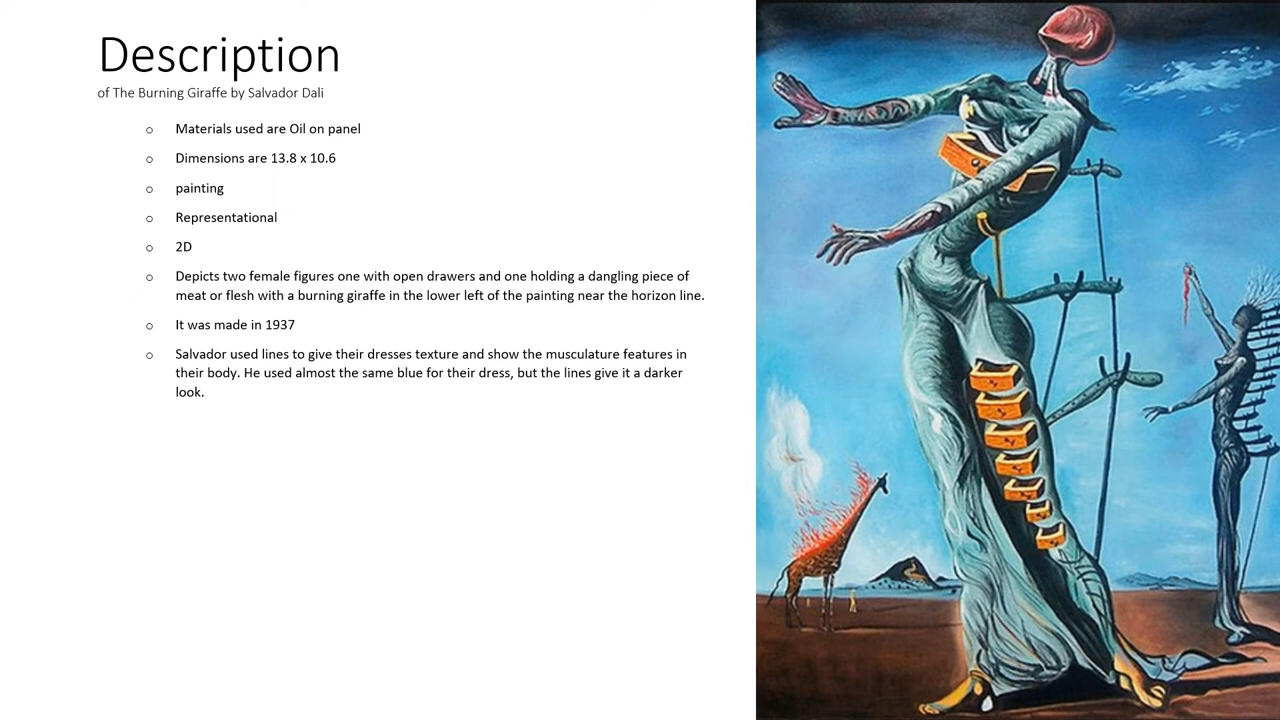 Description
of The Burning Giraffe by Salvador Dali
o Materials used are Oil on panel
o Dimensions are 13.8 x 10.6
o painting
o Representational
o 2D
o Depicts two female figures one with open drawers and one holding a dangling piece of
meat or flesh with a burning giraffe in the lower left of the painting near the horizon line.
o It was made in 1937
o Salvador used lines to give their dresses texture and show the musculature features in
their body. He used almost the same blue for their dress, but the lines give it a darker
look.